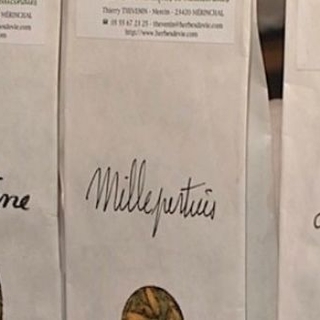 Thierry THEVENIN - Mercin - 23420 MÉRINCHAL
☎ 05 55 67 23 25 - thevenin@herbesdevie.com
http://www.herbesdevie.com
MÉRINCHAL
Millepertuis
ne